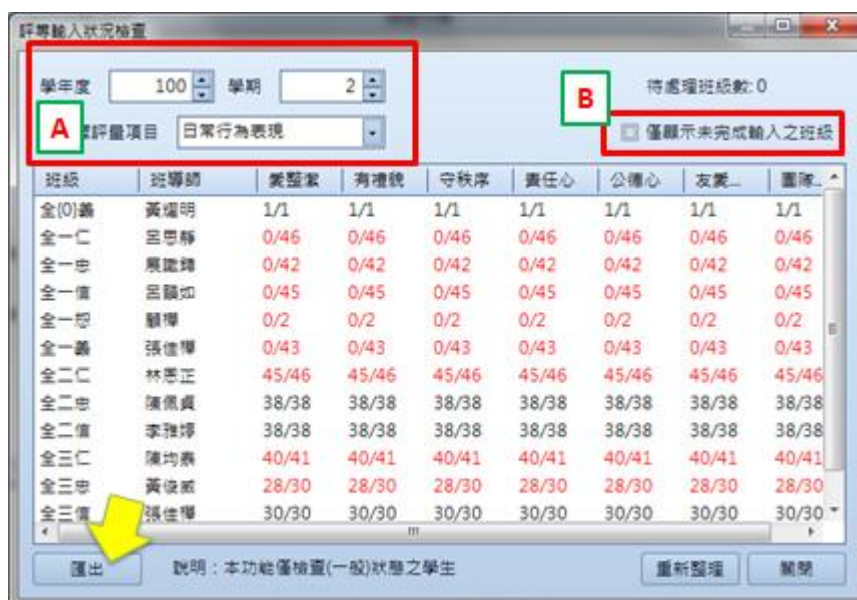 評等輸入狀況檢查
學年度 100 學期 2 待處理班級數: 0
A 評量項目 日常行為表現 B 僅顯示未完成輸入之班級
班級 班導師 愛整潔 有禮貌 守秩序 責任心 公德心 友愛... 團隊...
全{0}義 黃耀明 1/1 1/1 1/1 1/1 1/1 1/1 1/1
全一仁 呂思靜 0/46 0/46 0/46 0/46 0/46 0/46 0/46
全一忠 0/42 0/42 0/42 0/42 0/42 0/42 0/42
全一信 呂韻如 0/45 0/45 0/45 0/45 0/45 0/45 0/45
全一恕 顧樺 0/2 0/2 0/2 0/2 0/2 0/2 0/2
全一義 張佳樺 0/43 0/43 0/43 0/43 0/43 0/43 0/43
全二仁 林恩正 45/46 45/46 45/46 45/46 45/46 45/46 45/46
全二忠 陳佩貞 38/38 38/38 38/38 38/38 38/38 38/38 38/38
全二信 李雅婷 38/38 38/38 38/38 38/38 38/38 38/38 38/38
全三仁 陳均泰 40/41 40/41 40/41 40/41 40/41 40/41 40/41
全三忠 黃俊威 28/30 28/30 28/30 28/30 28/30 28/30 28/30
全三信 張佳樺 30/30 30/30 30/30 30/30 30/30 30/30 30/30
匯出 說明：本功能僅檢查(一般)狀態之學生 重新整理 關閉